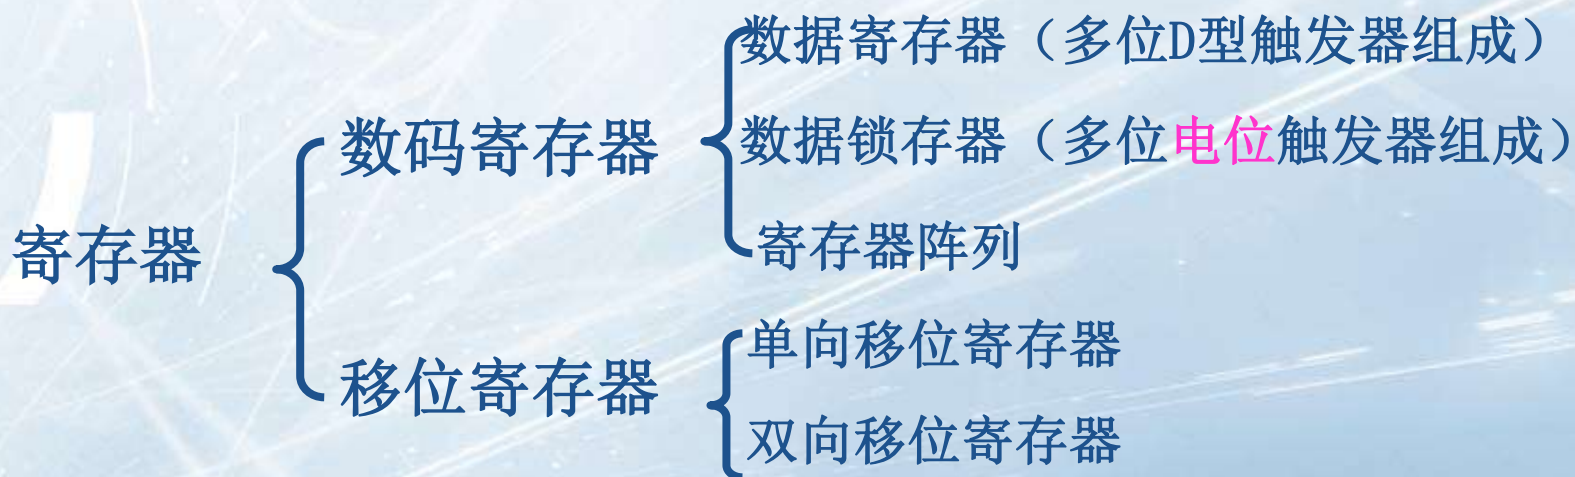 数据寄存器（多位D型触发器组成）
数码寄存器
数据锁存器（多位电位触发器组成）
寄存器
寄存器阵列
单向移位寄存器
移位寄存器
双向移位寄存器